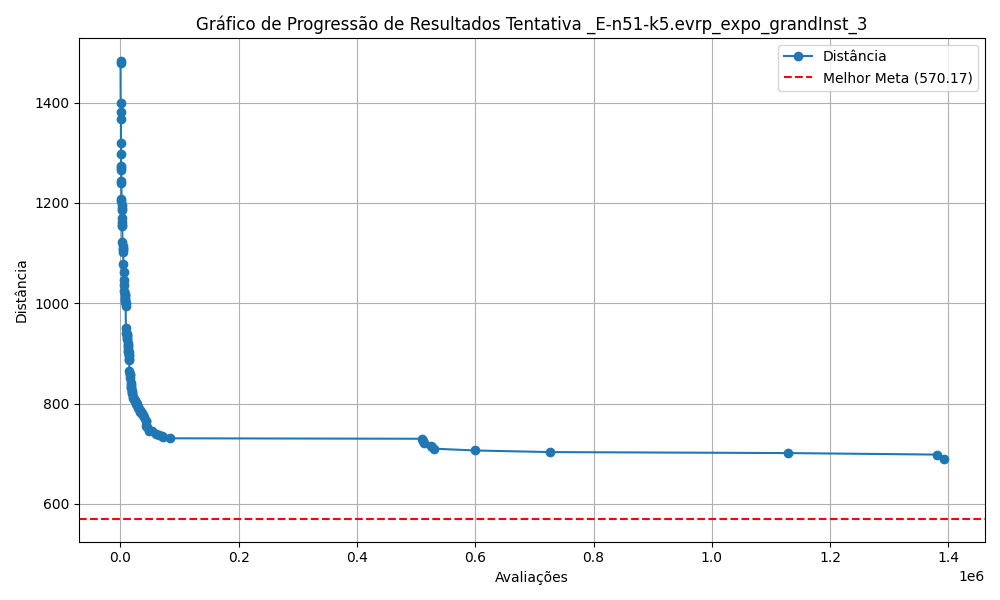 Gráfico de Progressão de Resultados Tentativa _E-n51-k5.evrp_expo_grandInst_3
Distância
Melhor Meta (570.17)
1400
1200
1000
800
600
Distância
0.0 0.2 0.4 0.6 0.8 1.0 1.2 1.4
1e6
Avaliações